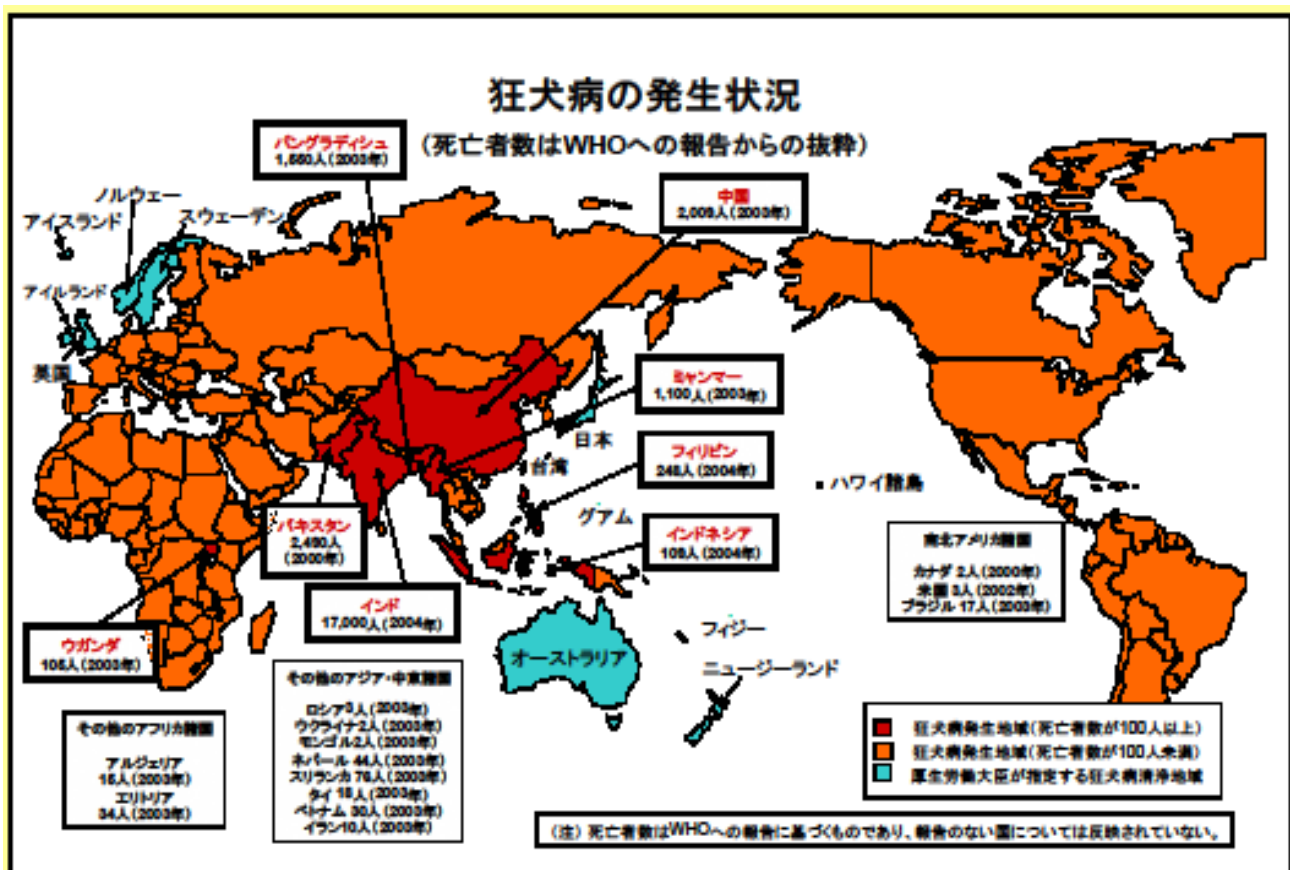 狂犬病の発生状況
(死亡者数はWHOへの報告からの抜粋)
バングラディシュ
1,550人(2003年)
中国
2,009人(2003年)
ノルウェー
アイスランド
スウェーデン
アイルランド
英国
ミャンマー
1,100人(2003年)
日本
台湾
フィリピン
248人(2004年)
グアム
ハワイ諸島
パキスタン
2,490人
(2000年)
インドネシア
(2004年)
南北アメリカ諸国
カナダ 2人(2000年)
米国 3人(2002年)
ブラジル 17人(2003年)
インド
17,000人(2004年)
ウガンダ
(2003年)
フィジー
オーストラリア
ニュージーランド
その他のアジア・中東諸国
ロシア (2003年)
ウクライナ2人(2003年)
モンゴル2人(2003年)
ネパール 44人(2003年)
スリランカ 76人(2003年)
タイ 18人(2003年)
ベトナム 30人(2003年)
イラン10人(2003年)
その他のアフリカ諸国
アルジェリア
(2003年)
エリトリア
34人(2003年)
狂犬病発生地域(死亡者数が100人以上)
狂犬病発生地域(死亡者数が100人未満)
厚生労働大臣が指定する狂犬病清浄地域
(注) 死亡者数はWHOへの報告に基づくものであり、報告のない国については反映されていない。